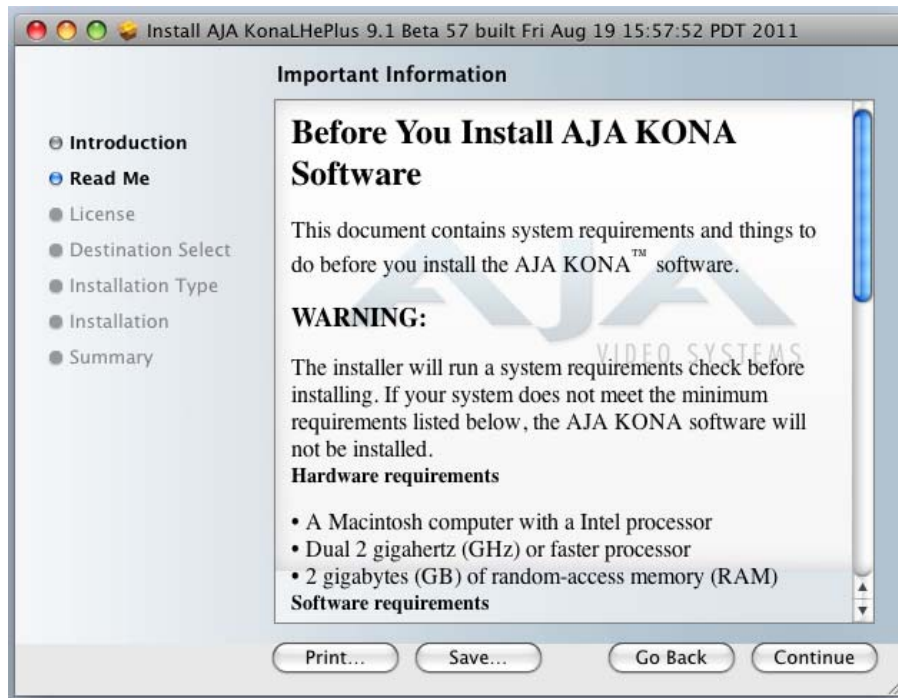 Install AJA KonaLHePlus 9.1 Beta 57 built Fri Aug 19 15:57:52 PDT 2011
Important Information
Introduction
Read Me
License
Destination Select
Installation Type
Installation
Summary
Before You Install AJA KONA
Software
This document contains system requirements and things to
do before you install the AJA KONA™ software.
WARNING:
The installer will run a system requirements check before
installing. If your system does not meet the minimum
requirements listed below, the AJA KONA software will
not be installed.
Hardware requirements
• A Macintosh computer with a Intel processor
• Dual 2 gigahertz (GHz) or faster processor
• 2 gigabytes (GB) of random-access memory (RAM)
Software requirements
AJA
VIDEO SYSTEMS
Print...
Save...
Go Back
Continue